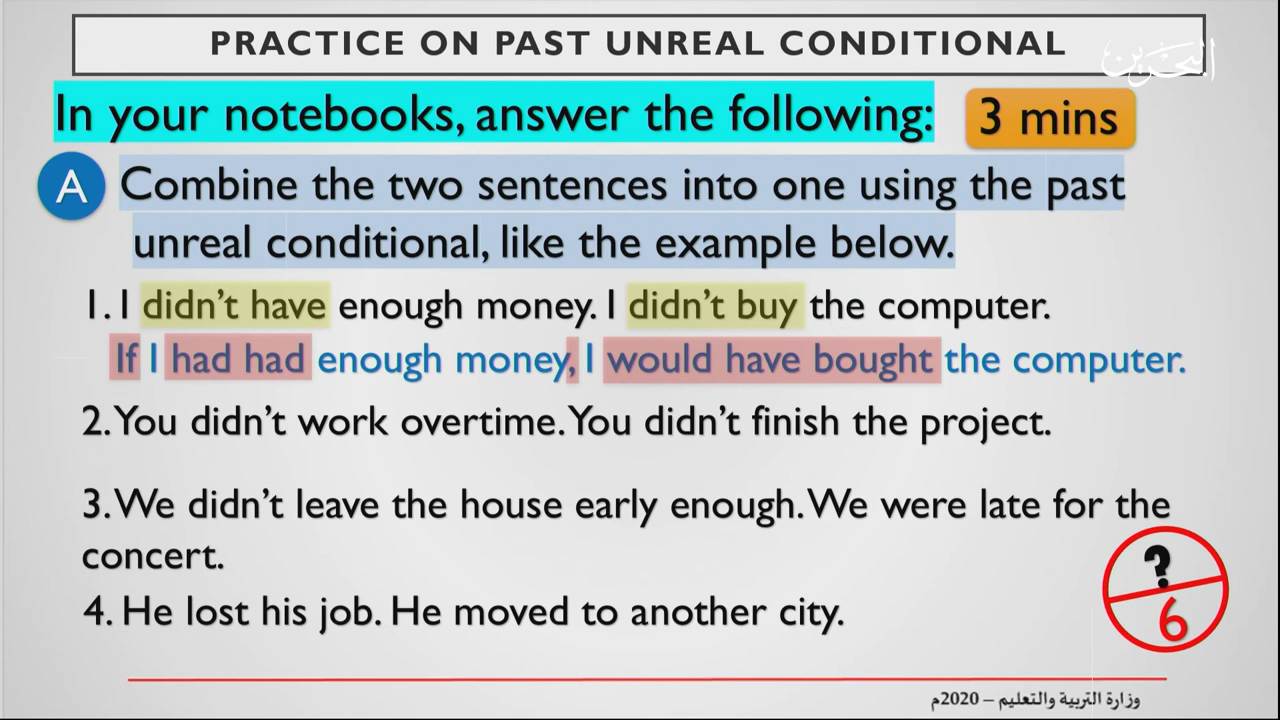 PRACTICE ON PAST UNREAL CONDITIONAL
البحرين
In your notebooks, answer the following:
3 mins
A
Combine the two sentences into one using the past
unreal conditional, like the example below.
1. I didn't have enough money. I didn't buy the computer.
If I had had enough money, I would have bought the computer.
2. You didn't work overtime. You didn't finish the project.
3. We didn't leave the house early enough. We were late for the
concert.
4. He lost his job. He moved to another city.
?
6
وزارة التربية والتعليم – 2020م